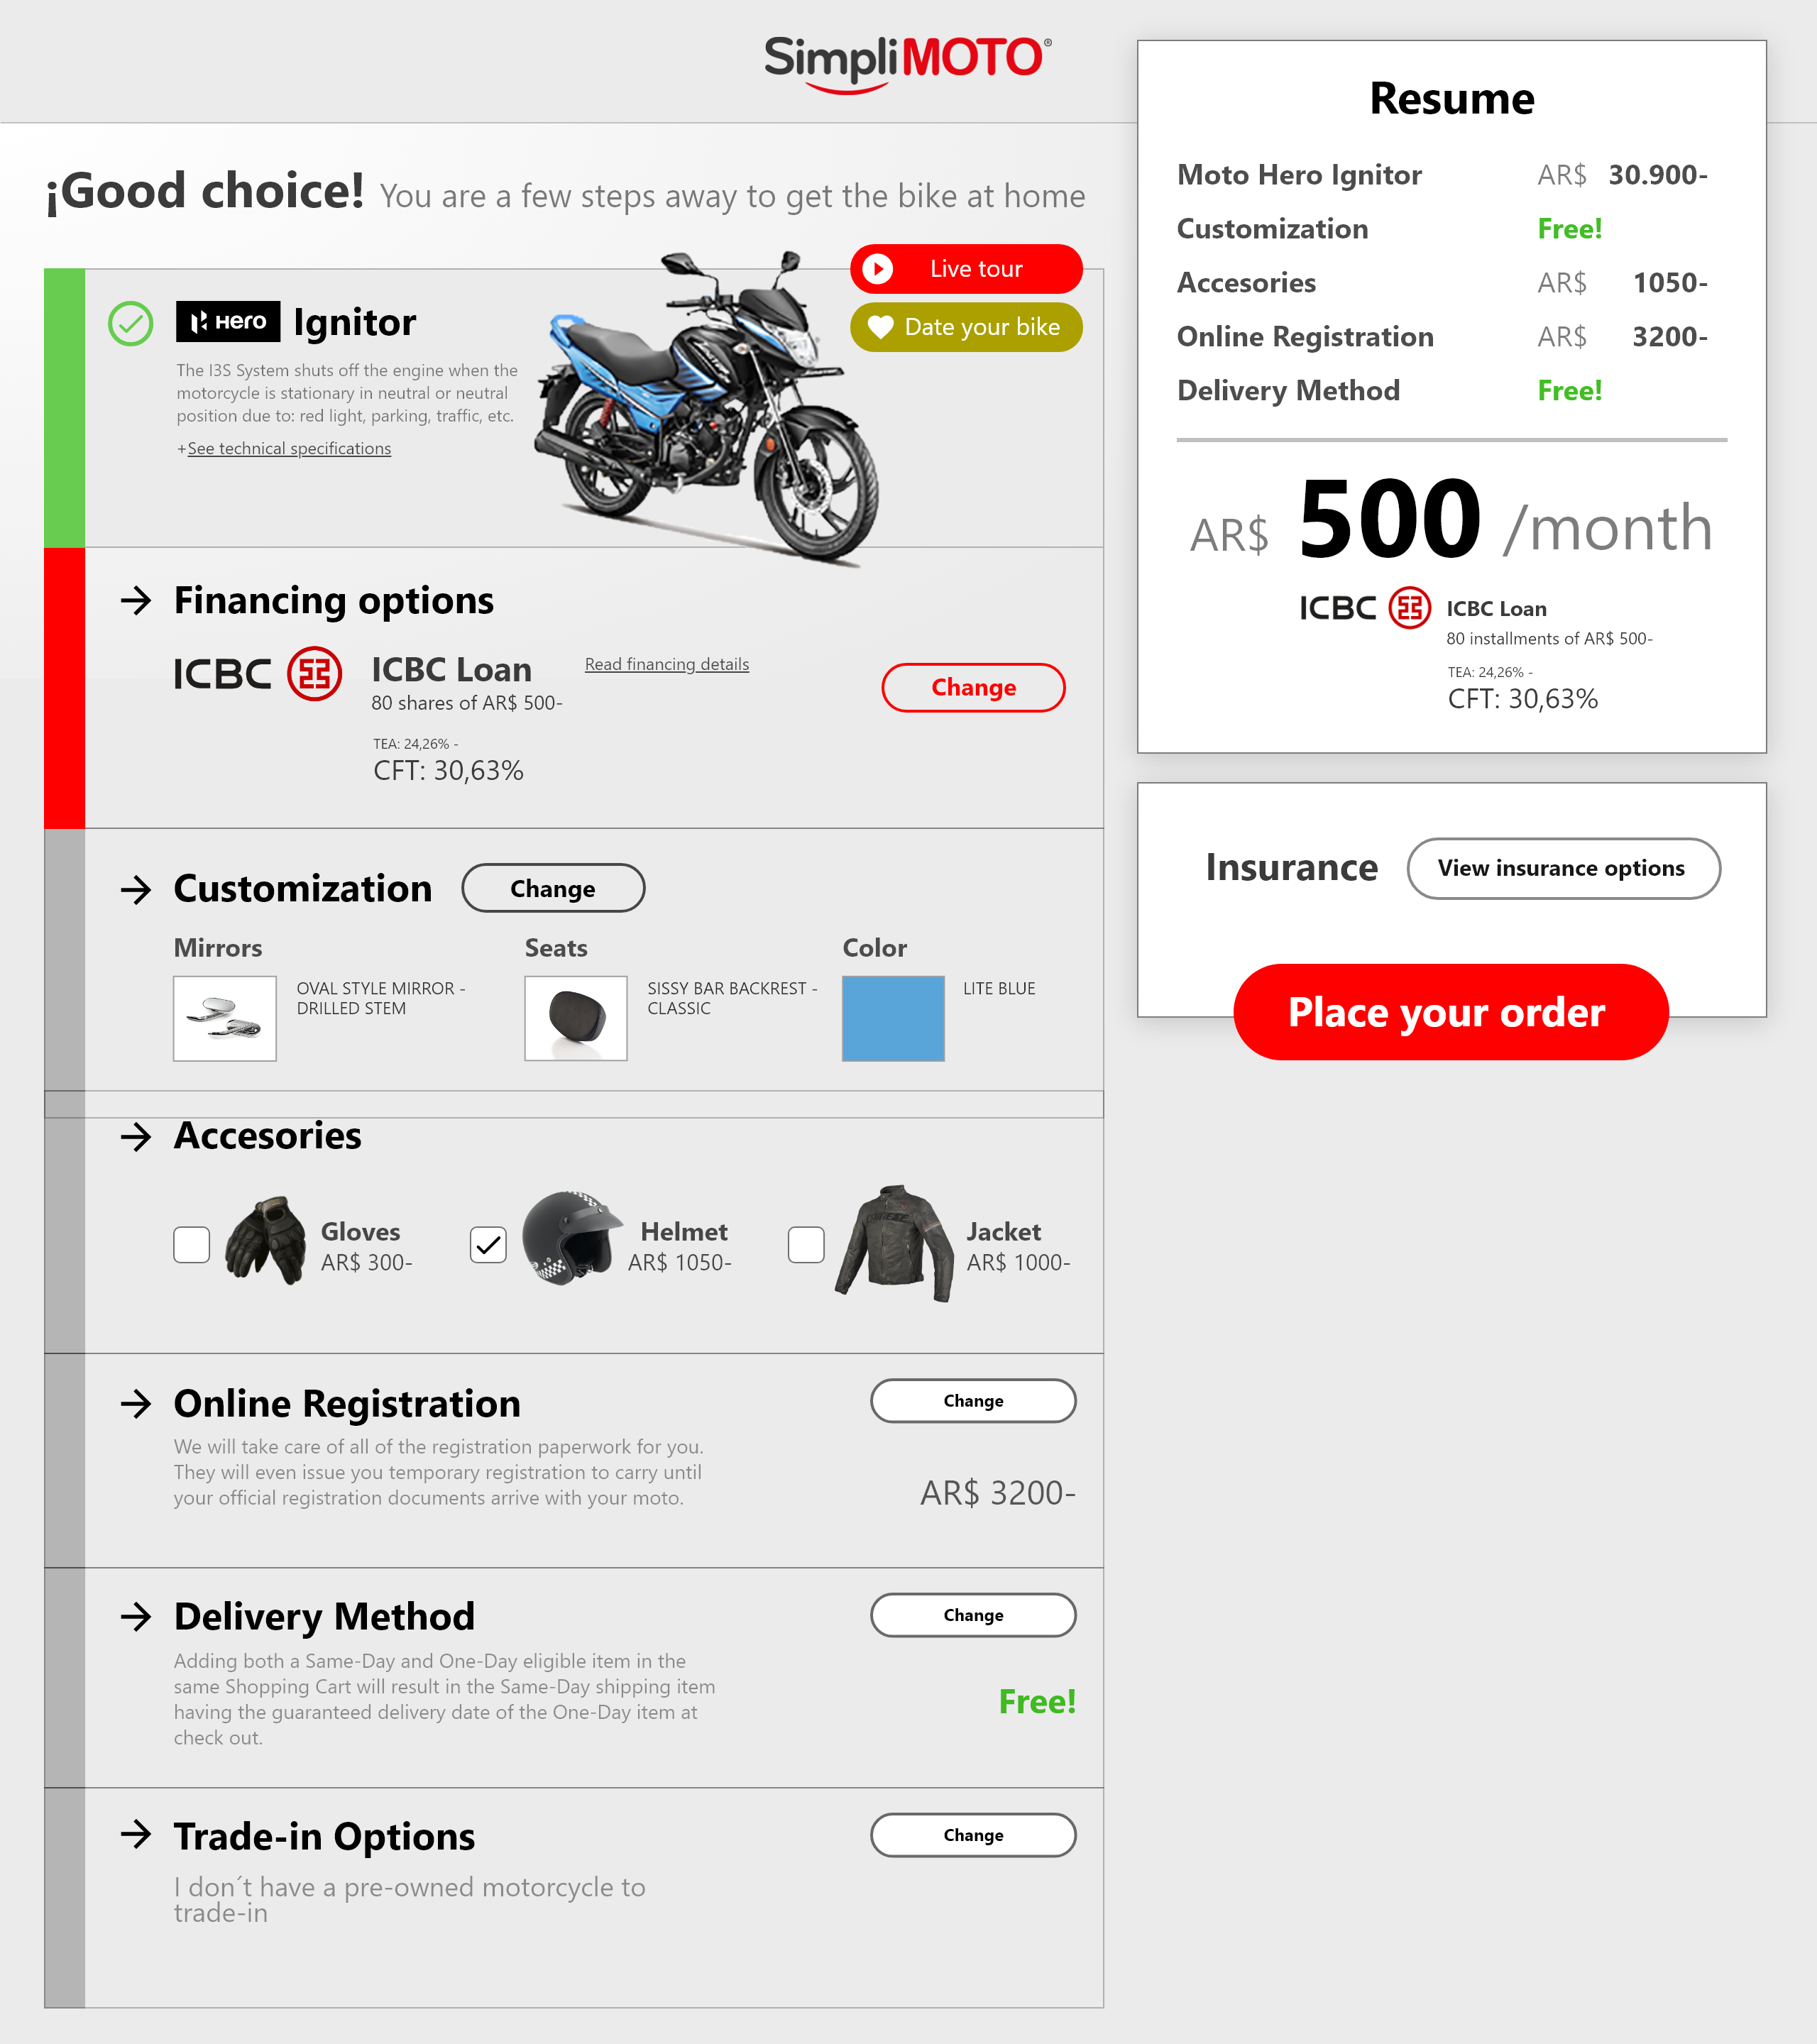 SimpliMOTO®
¡Good choice! You are a few steps away to get the bike at home
Live tour
Date your bike
Hero Ignitor
The I3S System shuts off the engine when the
motorcycle is stationary in neutral or neutral
position due to: red light, parking, traffic, etc.
+See technical specifications
Financing options
ICBC
ICBC Loan
Read financing details
80 shares of AR$ 500-
Change
TEA: 24,26% -
CFT: 30,63%
Customization
Change
Mirrors
OVAL STYLE MIRROR -
DRILLED STEM
Seats
SISSY BAR BACKREST -
CLASSIC
Color
LITE BLUE
Accesories
Gloves
AR$ 300-
Helmet
AR$ 1050-
Jacket
AR$ 1000-
Online Registration
Change
We will take care of all of the registration paperwork for you.
They will even issue you temporary registration to carry until
your official registration documents arrive with your moto.
AR$ 3200-
Delivery Method
Change
Adding both a Same-Day and One-Day eligible item in the
same Shopping Cart will result in the Same-Day shipping item
having the guaranteed delivery date of the One-Day item at
check out.
Free!
Trade-in Options
Change
I don´t have a pre-owned motorcycle to
trade-in
Resume
Moto Hero Ignitor AR$ 30.900-
Customization Free!
Accesories AR$ 1050-
Online Registration AR$ 3200-
Delivery Method Free!
AR$ 500 /month
ICBC
ICBC Loan
80 installments of AR$ 500-
TEA: 24,26% -
CFT: 30,63%
Insurance
View insurance options
Place your order